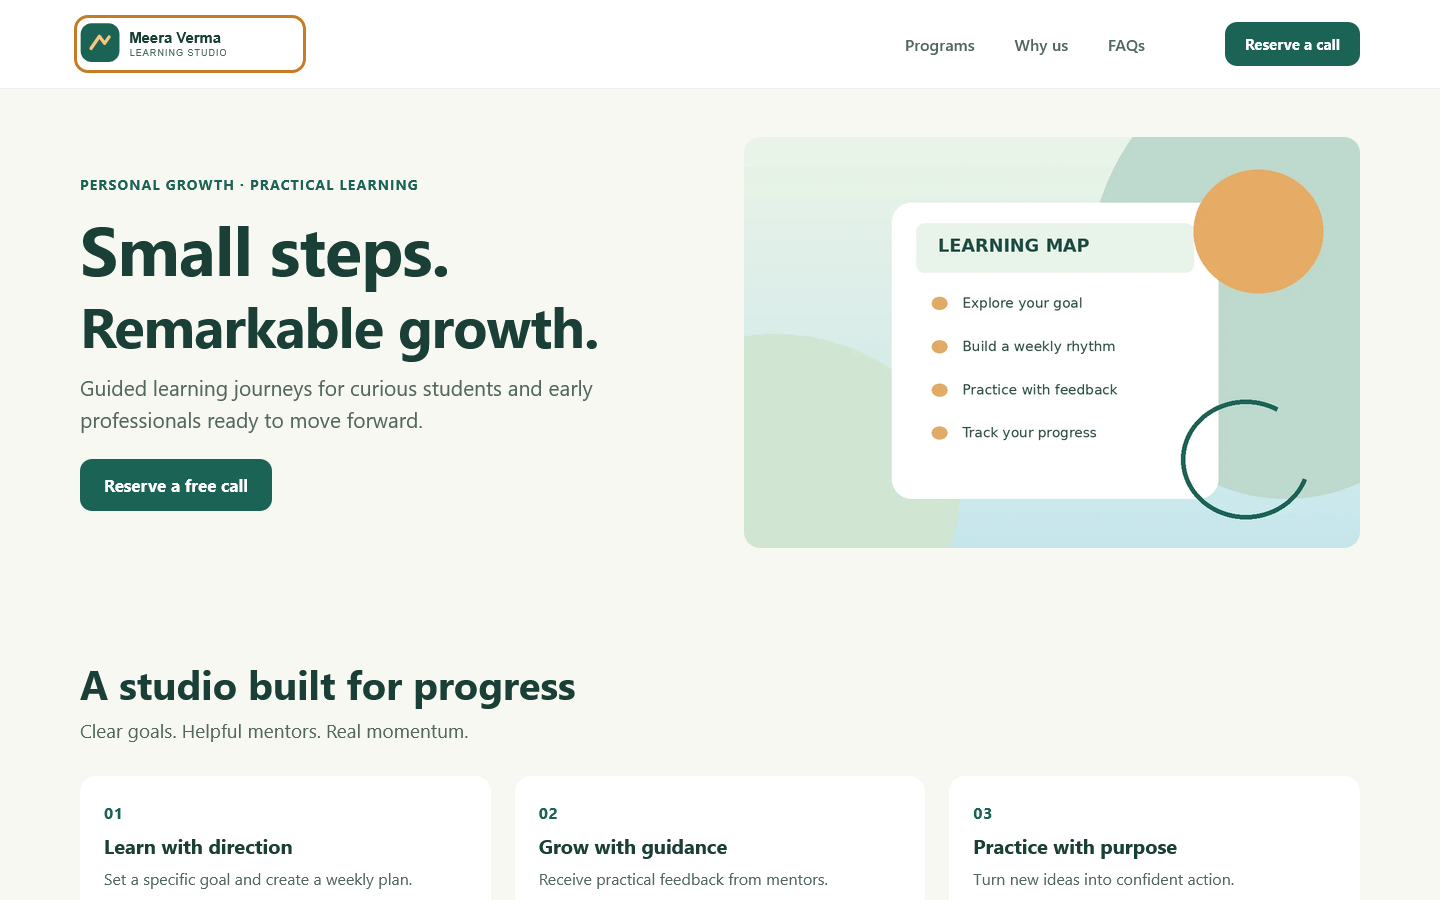 Meera Verma
LEARNING STUDIO
Programs
Why us
FAQs
Reserve a call
PERSONAL GROWTH · PRACTICAL LEARNING
Small steps.
Remarkable growth.
Guided learning journeys for curious students and early
professionals ready to move forward.
Reserve a free call
LEARNING MAP
Explore your goal
Build a weekly rhythm
Practice with feedback
Track your progress
A studio built for progress
Clear goals. Helpful mentors. Real momentum.
01
Learn with direction
Set a specific goal and create a weekly plan.
02
Grow with guidance
Receive practical feedback from mentors.
03
Practice with purpose
Turn new ideas into confident action.